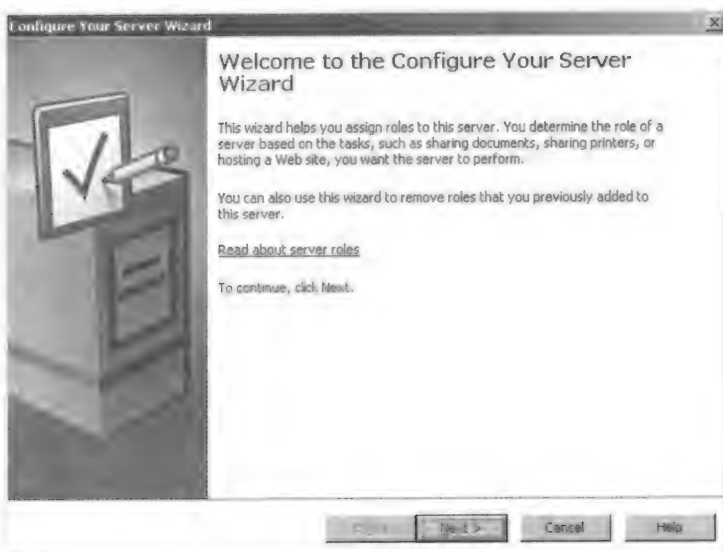 Configure Your Server Wizard
Welcome to the Configure Your Server
Wizard
This wizard helps you assign roles to this server. You determine the role of a
server based on the tasks, such as sharing documents, sharing printers, or
hosting a Web site, you want the server to perform.
You can also use this wizard to remove roles that you previously added to
this server.
Read about server roles
To continue, click Next.
Next >
Cancel
Help